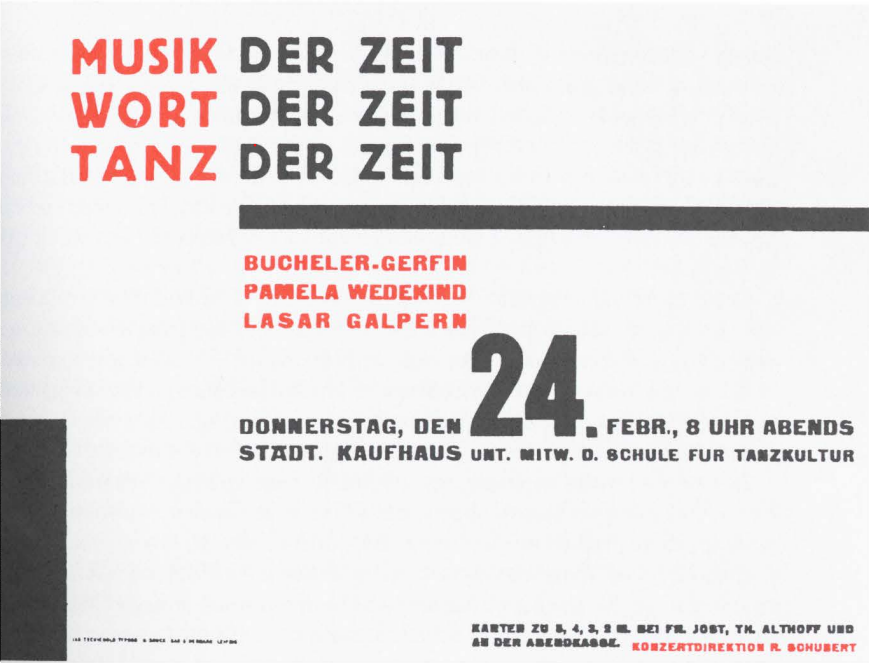 MUSIK DER ZEIT
WORT DER ZEIT
TANZ DER ZEIT
BUCHELER-GERFIN
PAMELA WEDEKIND
LASAR GALPERN
DONNERSTAG, DEN 24. FEBR., 8 UHR ABENDS
STÄDT. KAUFHAUS UNT. MITW. D. SCHULE FUR TANZKULTUR
KARTEN ZU 5, 4, 3, 2 M. BEI FR. JOST, TH. ALTHOFF UND
AN DER ABENDKASSE. KONZERTDIREKTION R. SCHUBERT